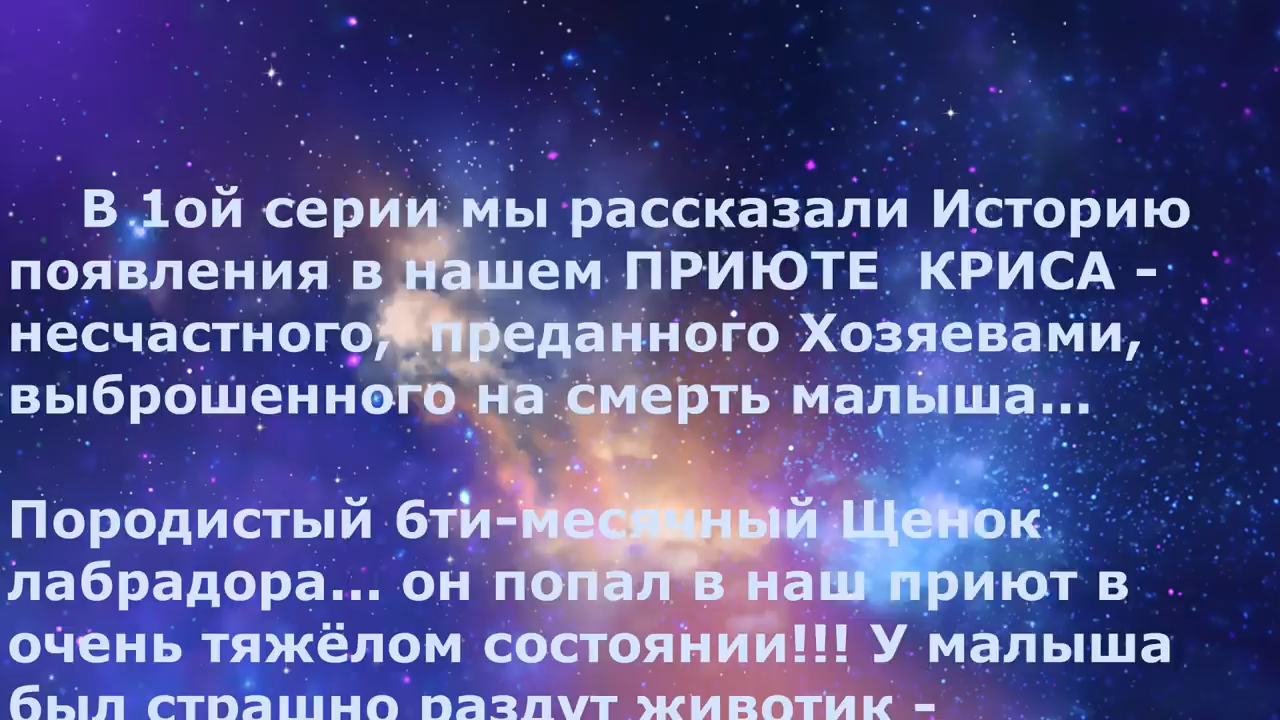 В 1ой серии мы рассказали Историю
появления в нашем ПРИЮТЕ  КРИСА -
несчастного,  преданного Хозяевами,
выброшенного на смерть малыша...
Породистый 6ти-месячный Щенок
лабрадора... он попал в наш приют в
очень тяжёлом состоянии!!! У малыша
был страшно раздут животик -